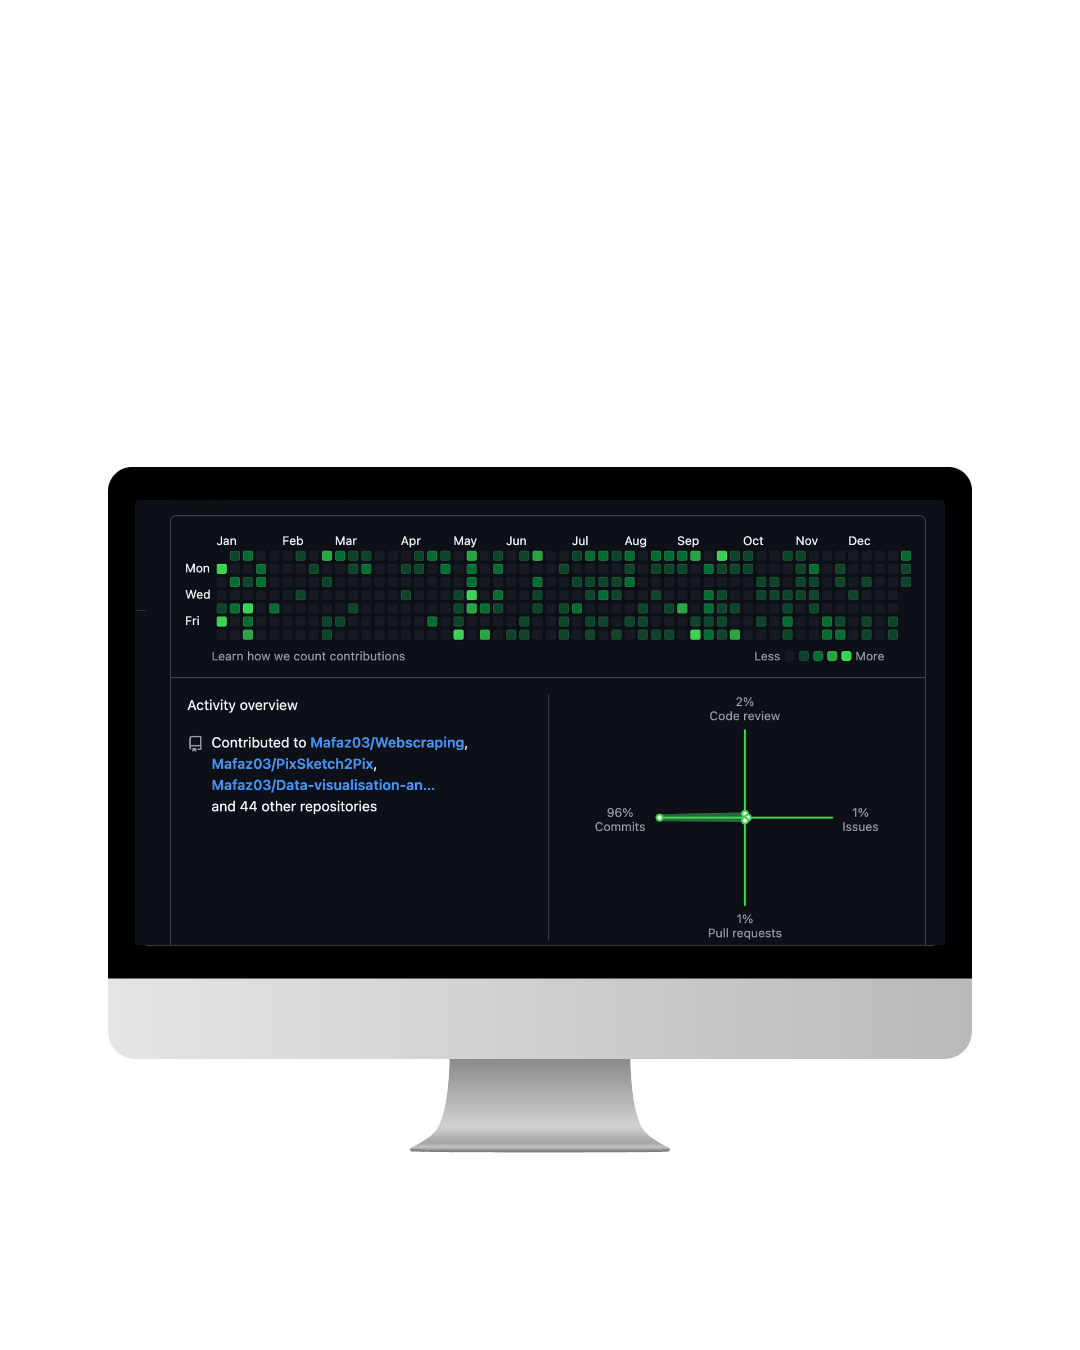 Jan Feb Mar Apr May Jun Jul Aug Sep Oct Nov Dec
Mon
Wed
Fri
Learn how we count contributions
Less More
Activity overview
Contributed to Mafaz03/Webscraping,
Mafaz03/PixSketch2Pix,
Mafaz03/Data-visualisation-an...
and 44 other repositories
2%
Code review
96%
Commits
1%
Issues
1%
Pull requests